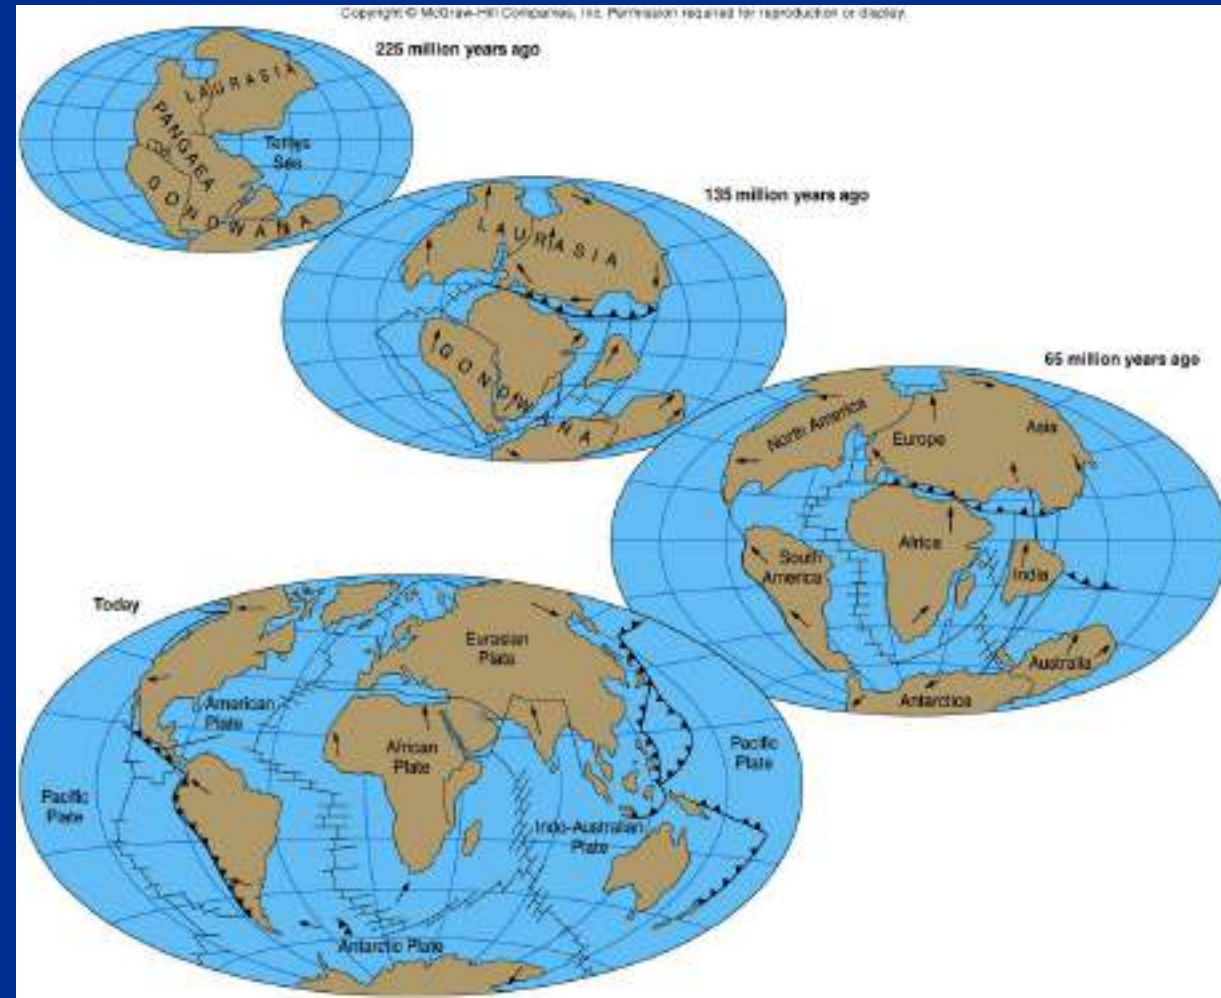 Copyright © McGraw-Hill Companies, Inc. Permission required for reproduction or display.
225 million years ago
LAURASIA
PANGAEA
Tethys
Sea
GONDWANA
135 million years ago
LAURASIA
GONDWANA
65 million years ago
North America
Europe
Asia
Africa
South
America
India
Australia
Antarctica
Today
Eurasian
Plate
American
Plate
African
Plate
Pacific
Plate
Pacific
Plate
Indo-Australian
Plate
Antarctic Plate